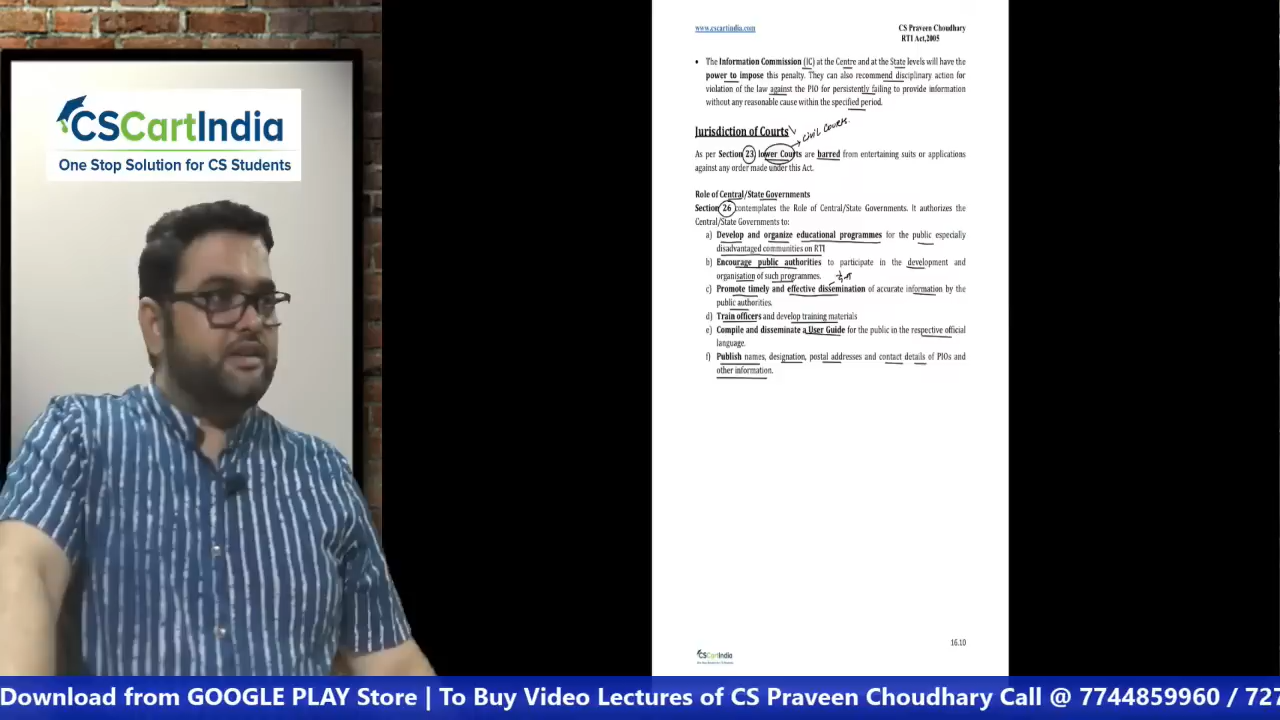 CSCartIndia
One Stop Solution for CS Students
www.cscartindia.com
CS Praveen Choudhary
RTI Act,2005
• The Information Commission (IC) at the Centre and at the State levels will have the
power to impose this penalty. They can also recommend disciplinary action for
violation of the law against the PIO for persistently failing to provide information
without any reasonable cause within the specified period.
Jurisdiction of Courts
civil courts.
As per Section 23 lower Courts are barred from entertaining suits or applications
against any order made under this Act.
Role of Central/State Governments
Section 26 contemplates the Role of Central/State Governments. It authorizes the
Central/State Governments to:
a) Develop and organize educational programmes for the public especially
disadvantaged communities on RTI
b) Encourage public authorities to participate in the development and
organisation of such programmes.
c) Promote timely and effective dissemination of accurate information by the
public authorities.
d) Train officers and develop training materials
e) Compile and disseminate a User Guide for the public in the respective official
language.
f) Publish names, designation, postal addresses and contact details of PIOs and
other information.
16.10
CSCartIndia
Download from GOOGLE PLAY Store | To Buy Video Lectures of CS Praveen Choudhary Call @ 7744859960 / 727